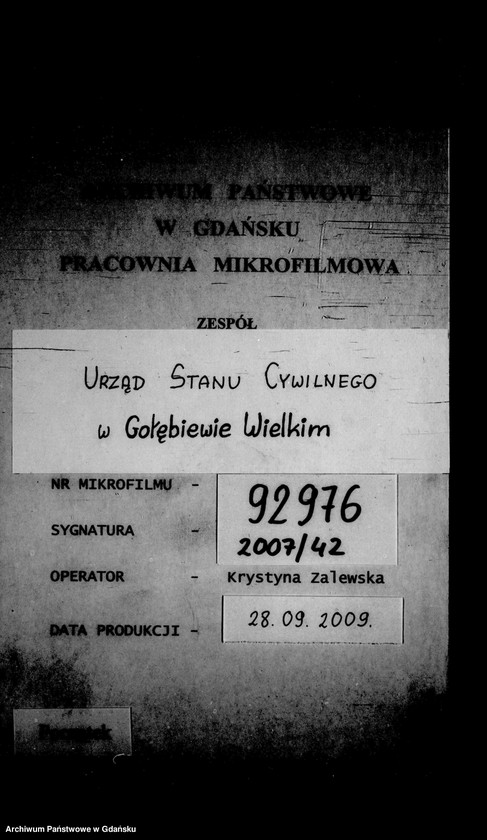 ARCHIWUM PAŃSTWOWE
W GDAŃSKU
PRACOWNIA MIKROFILMOWA
ZESPÓŁ
URZĄD STANU CYWILNEGO
w Gołębiewie Wielkim
NR MIKROFILMU - 92976
SYGNATURA - 2007/42
OPERATOR - Krystyna Zalewska
DATA PRODUKCJI - 28.09.2009.
Początek
Archiwum Państwowe w Gdańsku